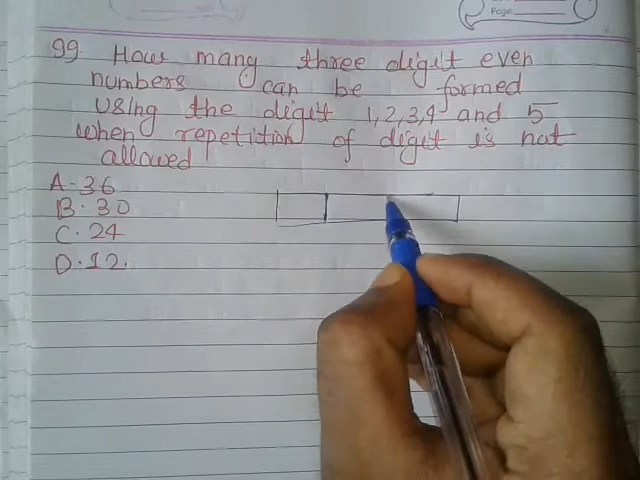 Page
99 How many three digit even
numbers can be formed
using the digit 1,2,3,4 and 5
when repetition of digit is not
allowed
A-36
B. 30
C. 24
D. 12.